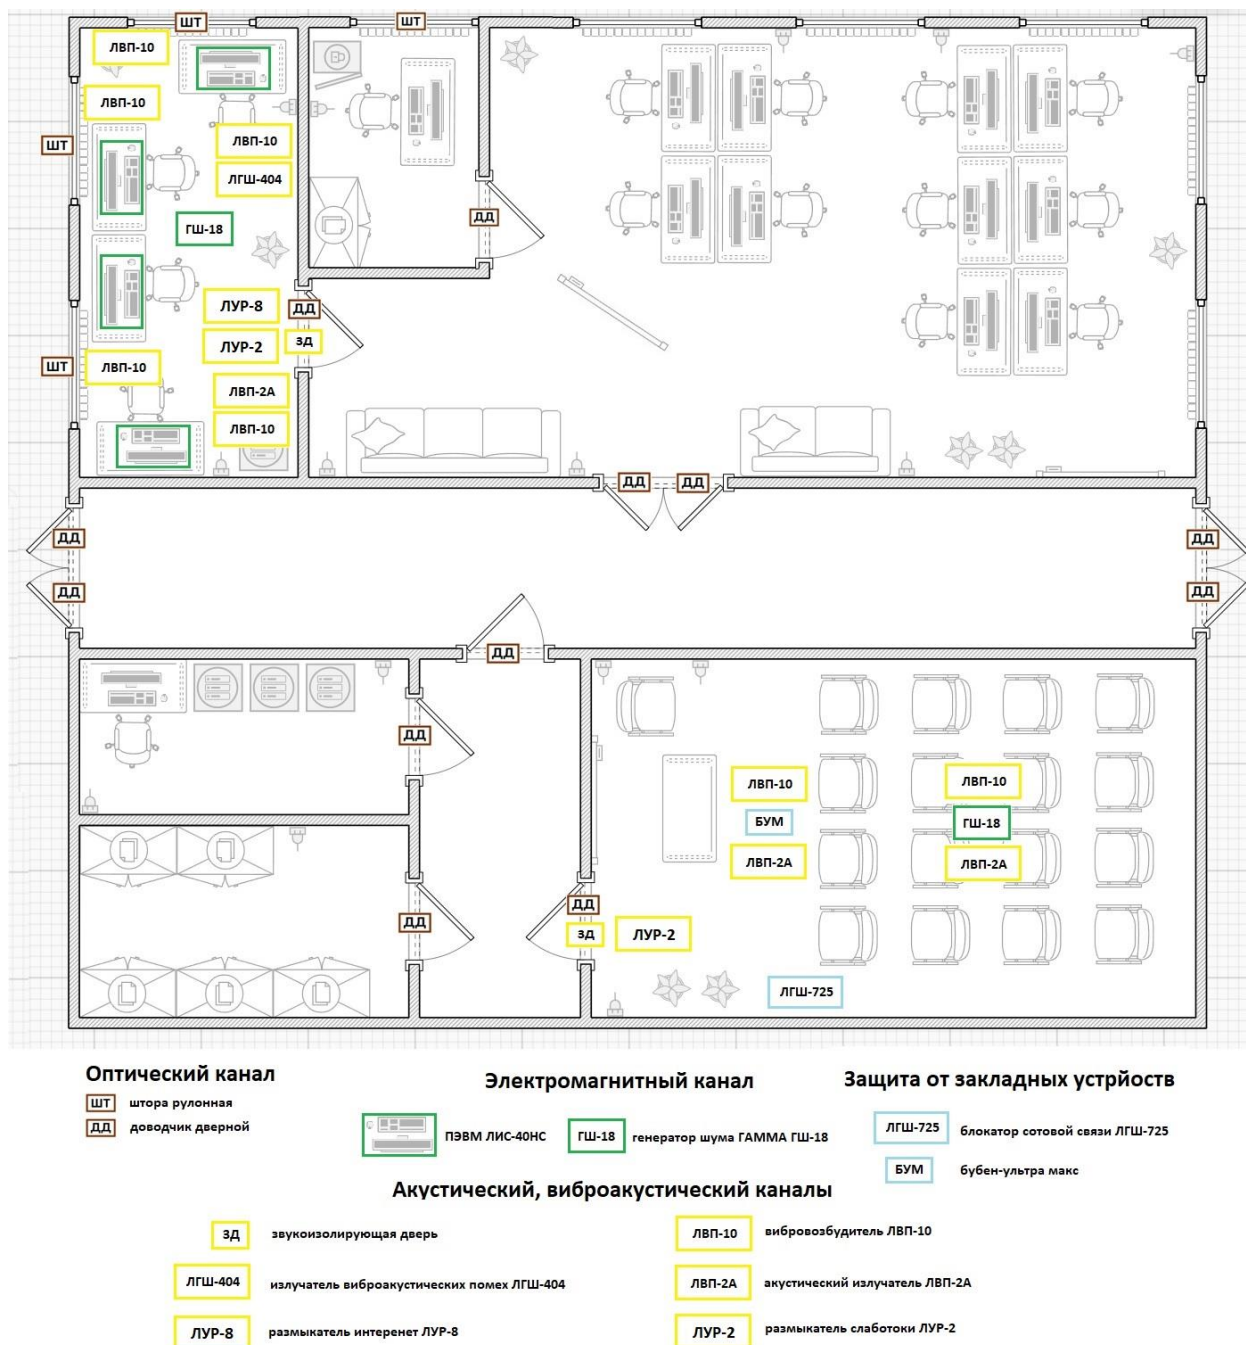 ШТ
ШТ
ЛВП-10
ЛВП-10
ШТ
ЛВП-10
ЛГШ-404
ДД
ГШ-18
ЛУР-8
ДД
ЛУР-2
ЗД
ШТ
ЛВП-10
ЛВП-2А
ЛВП-10
ДД
ДД
ДД
ДД
ДД
ДД
ДД
ДД
ЛВП-10
ЛВП-10
БУМ
ГШ-18
ЛВП-2А
ЛВП-2А
ДД
ДД
ЗД
ЛУР-2
ЛГШ-725
Оптический канал
ШТ штора рулонная
ДД доводчик дверной
Электромагнитный канал
ПЭВМ ЛИС-40НС
ГШ-18 генератор шума ГАММА ГШ-18
Защита от закладных устрйоств
ЛГШ-725 блокатор сотовой связи ЛГШ-725
БУМ бубен-ультра макс
Акустический, виброакустический каналы
ЗД звукоизолирующая дверь
ЛВП-10 вибровозбудитель ЛВП-10
ЛГШ-404 излучатель виброакустических помех ЛГШ-404
ЛВП-2А акустический излучатель ЛВП-2А
ЛУР-8 размыкатель интеренет ЛУР-8
ЛУР-2 размыкатель слаботоки ЛУР-2